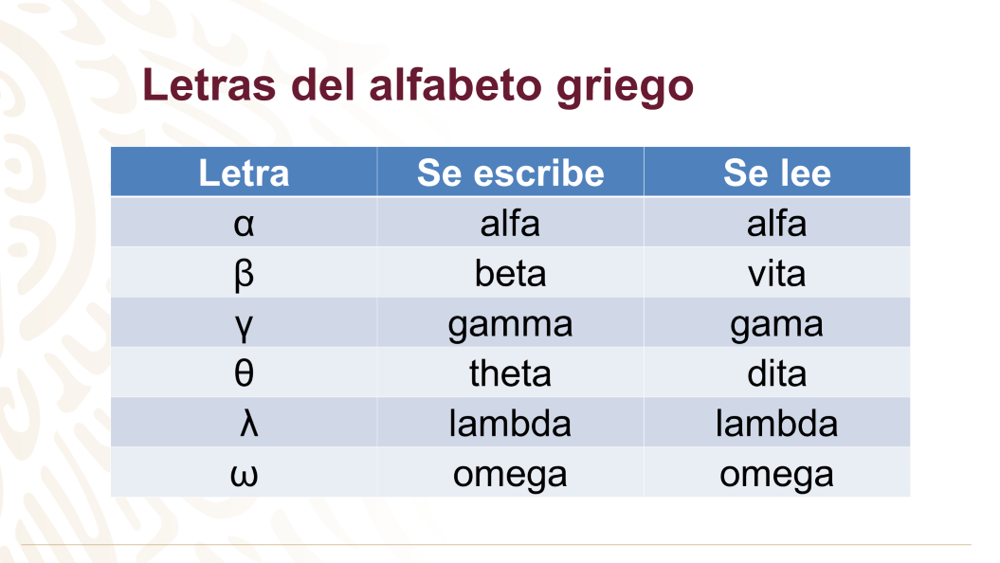 Letras del alfabeto griego
Letra Se escribe Se lee
α alfa alfa
β beta vita
γ gamma gama
θ theta dita
λ lambda lambda
ω omega omega